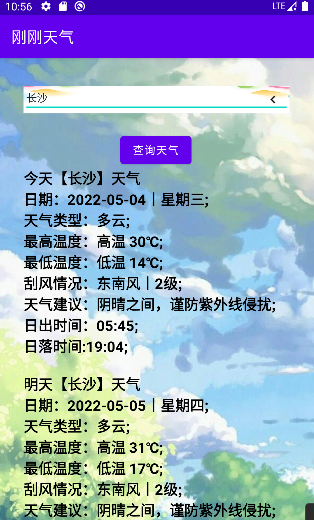 10:56
LTE
刚刚天气
长沙
查询天气
今天【长沙】天气
日期：2022-05-04丨星期三;
天气类型：多云;
最高温度：高温 30℃;
最低温度：低温 14℃;
刮风情况：东南风丨2级;
天气建议：阴晴之间，谨防紫外线侵扰;
日出时间：05:45;
日落时间:19:04;
明天【长沙】天气
日期：2022-05-05丨星期四;
天气类型：多云;
最高温度：高温 31℃;
最低温度：低温 17℃;
刮风情况：东南风丨2级;
天气建议：阴晴之间，谨防紫外线侵扰;